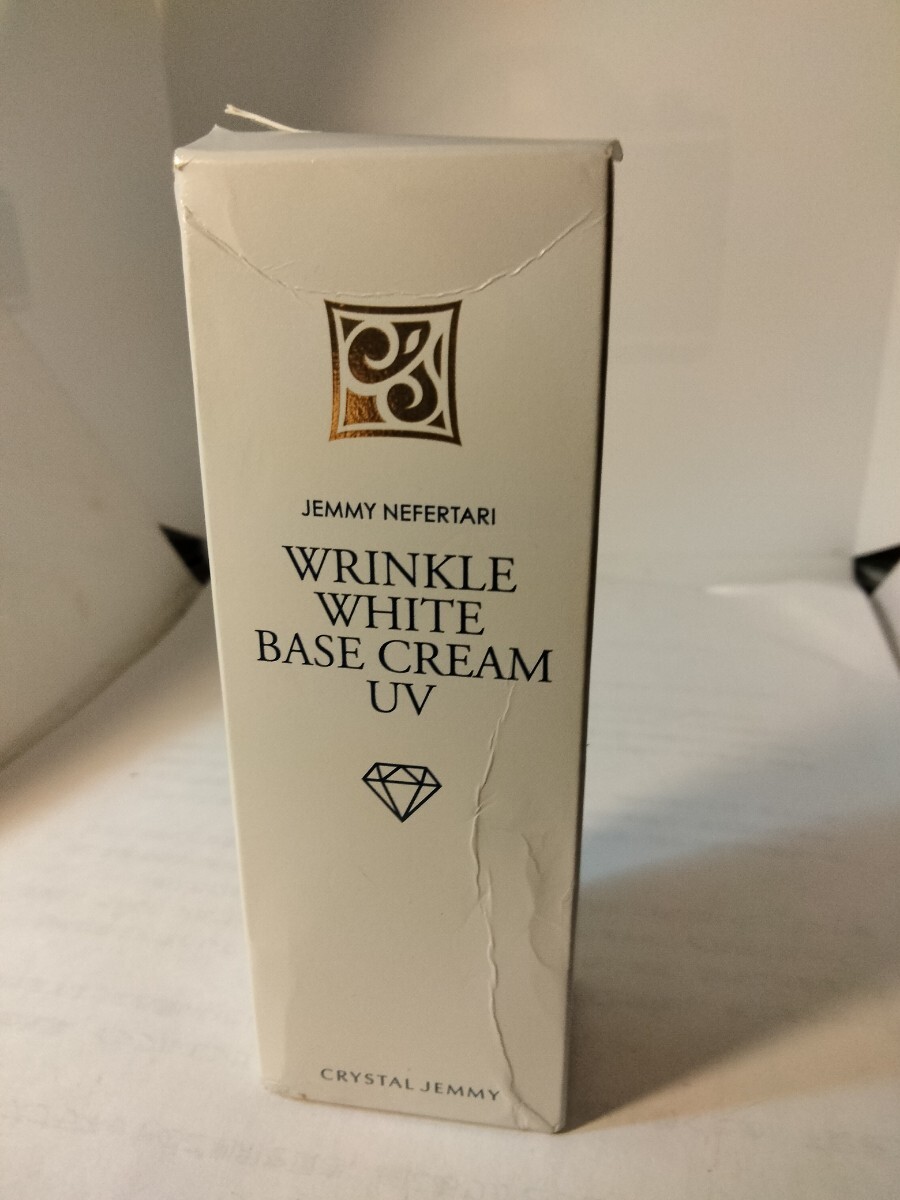 JEMMY NEFERTARI
WRINKLE
WHITE
BASE CREAM
UV
CRYSTAL JEMMY